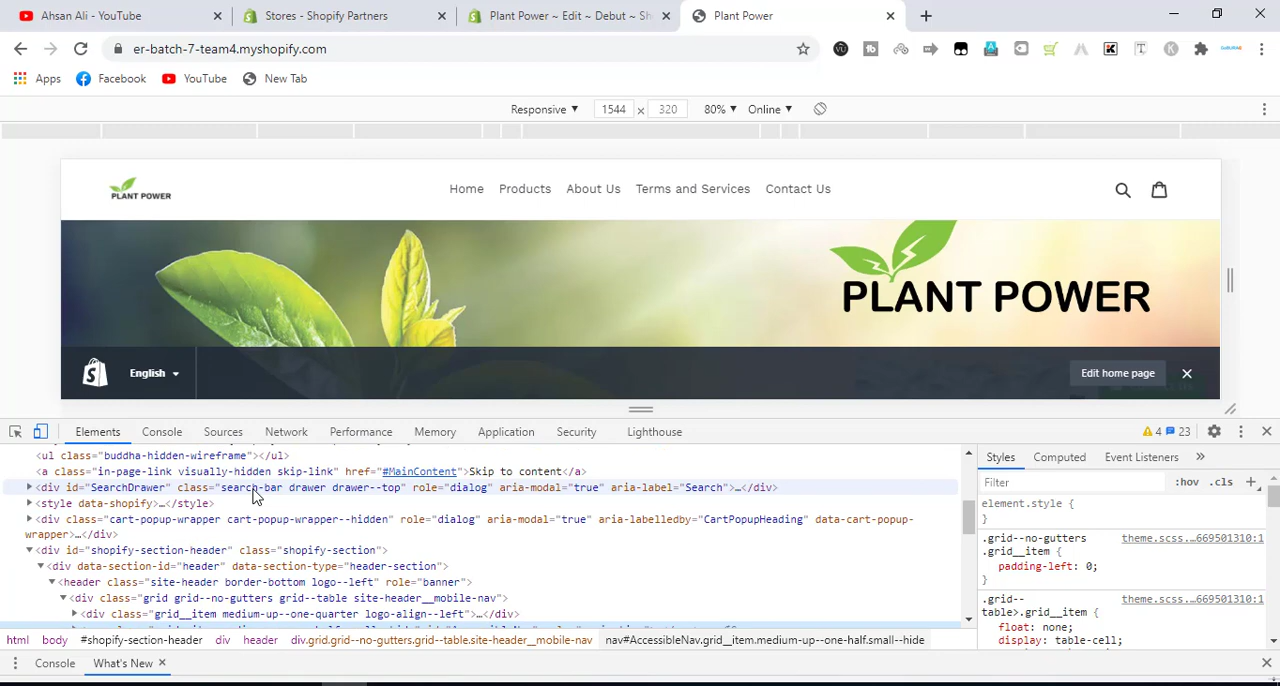 Ahsan Ali - YouTube
Stores - Shopify Partners
Plant Power ~ Edit ~ Debut ~ Sh
Plant Power
er-batch-7-team4.myshopify.com
Apps
Facebook
YouTube
New Tab
Responsive
1544 x 320
80%
Online
PLANT POWER
Home
Products
About Us
Terms and Services
Contact Us
PLANT POWER
English
Edit home page
Elements
Console
Sources
Network
Performance
Memory
Application
Security
Lighthouse
4
23
<ul class="buddha-hidden-wireframe"></ul>
<a class="in-page-link visually-hidden skip-link" href="#MainContent">Skip to content</a>
<div id="SearchDrawer" class="search-bar drawer drawer--top" role="dialog" aria-modal="true" aria-label="Search">…</div>
<style data-shopify>…</style>
<div class="cart-popup-wrapper cart-popup-wrapper--hidden" role="dialog" aria-modal="true" aria-labelledby="CartPopupHeading" data-cart-popup-
wrapper>…</div>
<div id="shopify-section-header" class="shopify-section">
<div data-section-id="header" data-section-type="header-section">
<header class="site-header border-bottom logo--left" role="banner">
<div class="grid grid--no-gutters grid--table site-header__mobile-nav">
<div class="grid__item medium-up--one-quarter logo-align--left">…</div>
html
body
#shopify-section-header
div
header
div.grid.grid--no-gutters.grid--table.site-header__mobile-nav
nav#AccessibleNav.grid__item.medium-up--one-half.small--hide
Styles
Computed
Event Listeners
Filter
:hov
.cls
element.style {
}
.grid--no-gutters
theme.scss.…669501310:1
.grid__item {
padding-left: 0;
}
.grid--
theme.scss.…669501310:1
table>.grid__item {
float: none;
display: table-cell;
Console
What's New